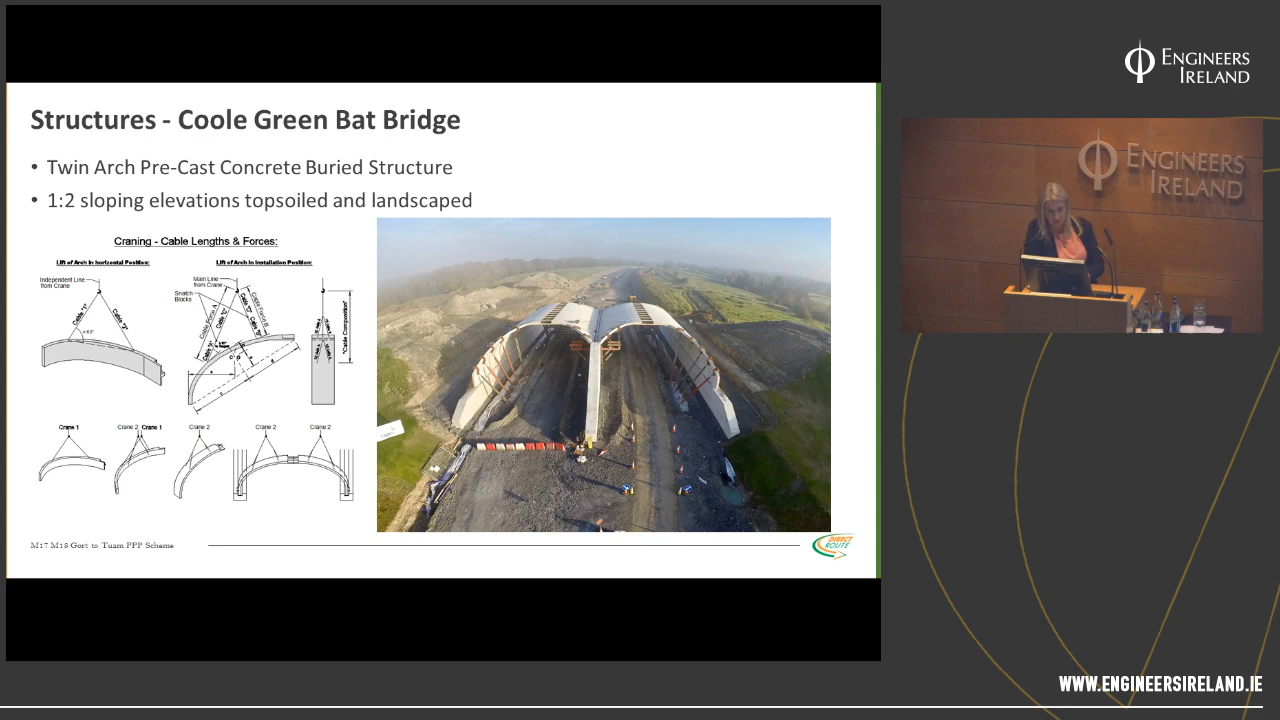 ENGINEERS
IRELAND
Structures - Coole Green Bat Bridge
• Twin Arch Pre-Cast Concrete Buried Structure
• 1:2 sloping elevations topsoiled and landscaped
Craning - Cable Lengths & Forces:
Lift of Arch in horizontal Position:
Lift of Arch in Installation Position:
Independent Line
from Crane
Main Line
from Crane
Snatch
Blocks
"Cable Composition"
Crane 1
Crane 2
Crane 1
Crane 2
Crane 2
Crane 2
M17 M18 Gort to Tuam PPP Scheme
DIRECT
ROUTE
ENGINEERS
IRELAND
WWW.ENGINEERSIRELAND.IE